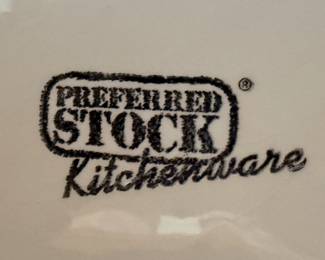 PREFERRED
STOCK
®
Kitchenware